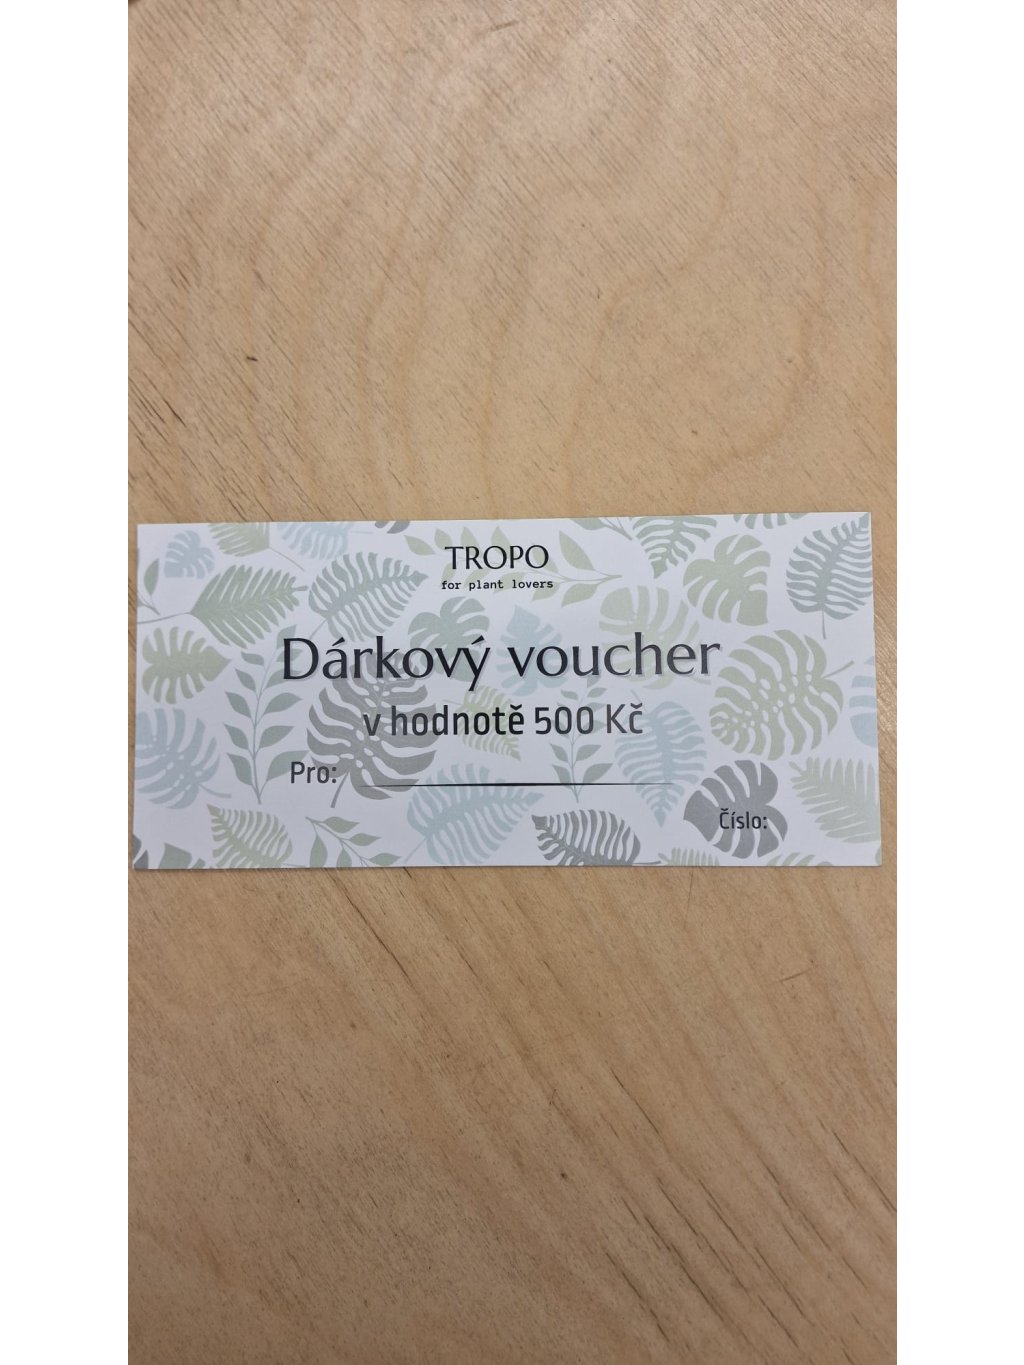 TROPO
for plant lovers
Dárkový voucher
v hodnotě 500 Kč
Pro:
Číslo: